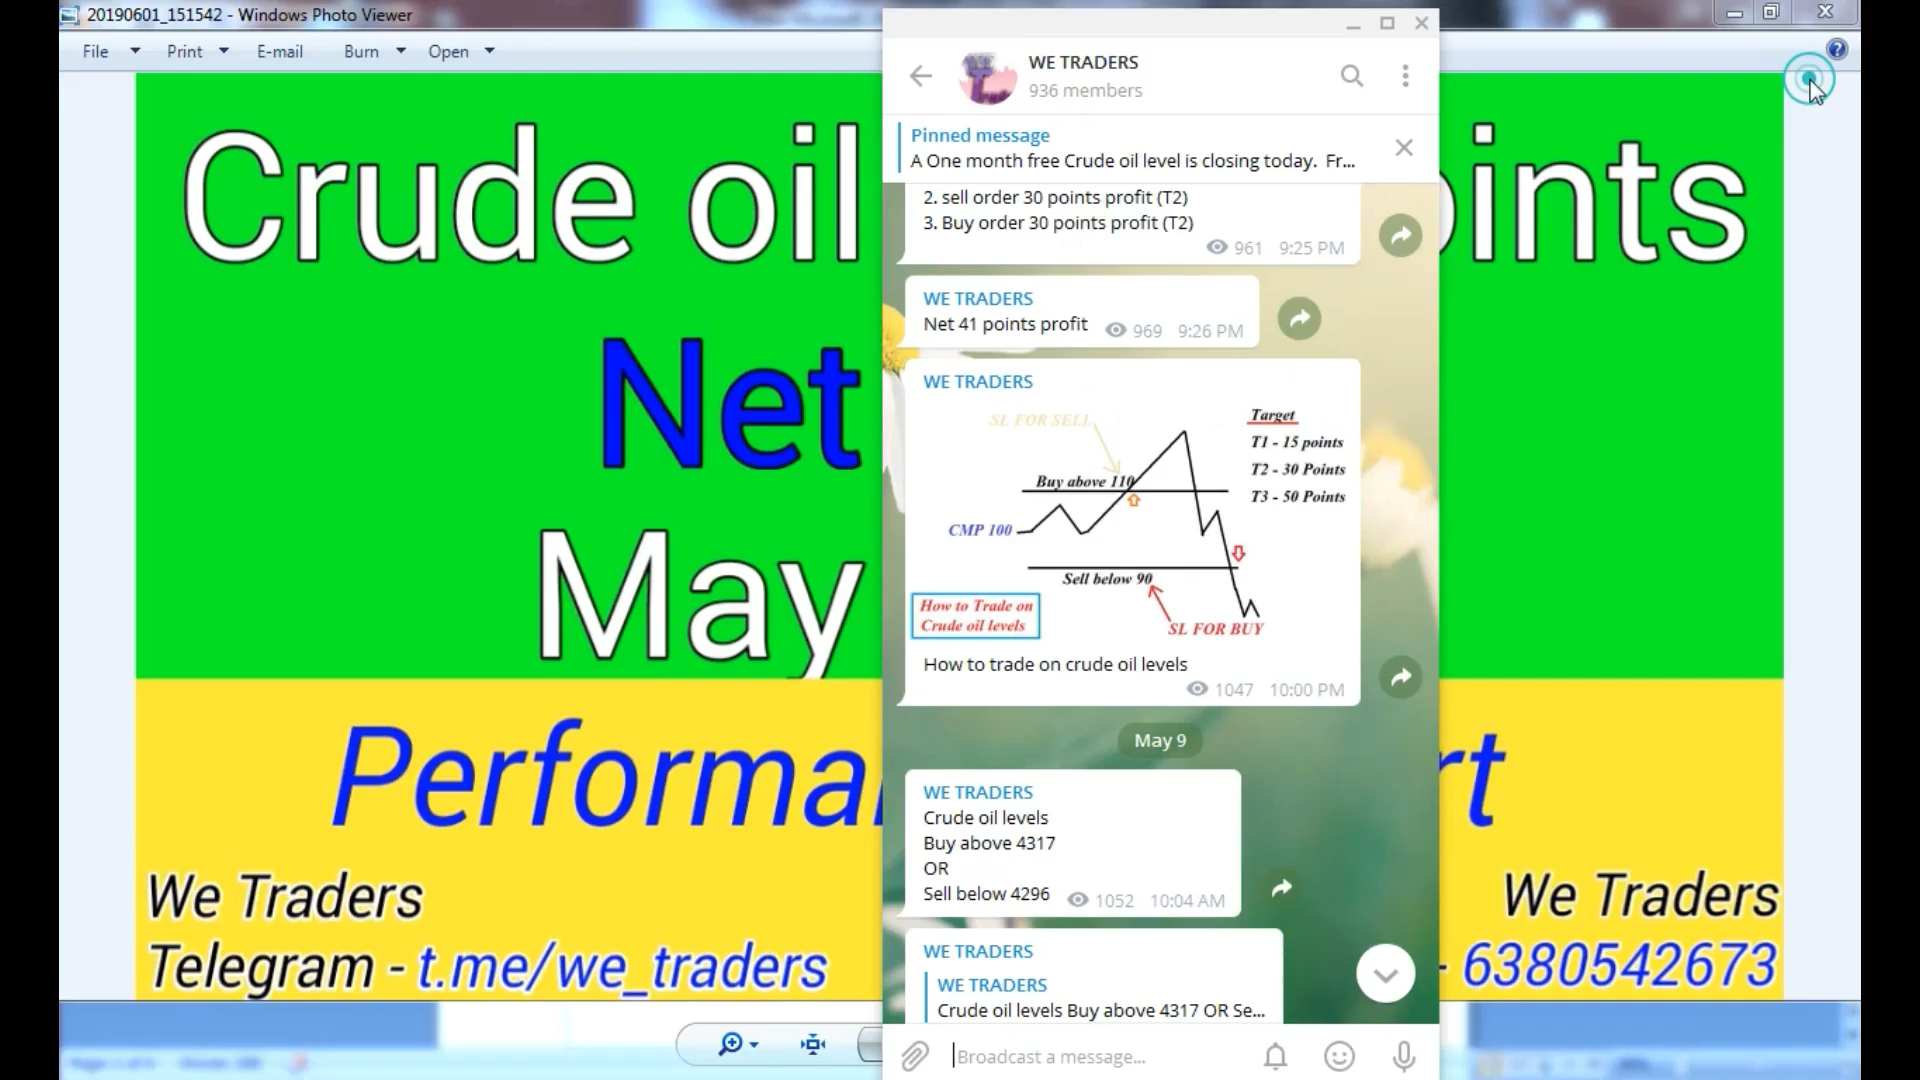 20190601_151542 - Windows Photo Viewer
File
Print
E-mail
Burn
Open
Crude oil
oints
Net
May
Performa
rt
We Traders
Telegram - t.me/we_traders
We Traders
- 6380542673
WE TRADERS
936 members
Pinned message
A One month free Crude oil level is closing today. Fr...
2. sell order 30 points profit (T2)
3. Buy order 30 points profit (T2)
961 9:25 PM
WE TRADERS
Net 41 points profit 969 9:26 PM
WE TRADERS
SL FOR SELL
Target
T1 - 15 points
T2 - 30 Points
T3 - 50 Points
Buy above 110
CMP 100
Sell below 90
How to Trade on
Crude oil levels
SL FOR BUY
How to trade on crude oil levels
1047 10:00 PM
May 9
WE TRADERS
Crude oil levels
Buy above 4317
OR
Sell below 4296 1052 10:04 AM
WE TRADERS
WE TRADERS
Crude oil levels Buy above 4317 OR Se...
Broadcast a message...